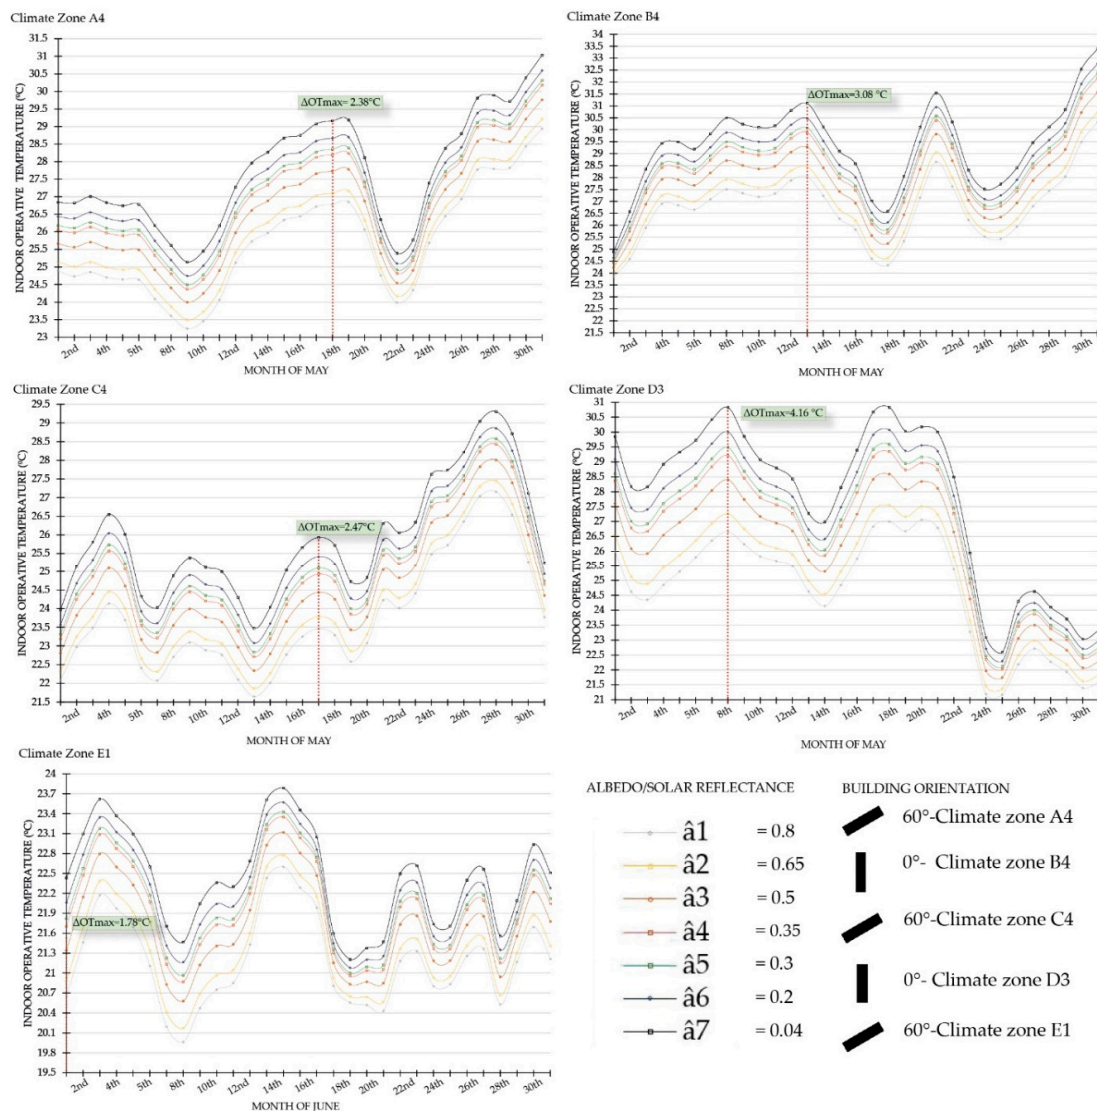 Climate Zone A4
INDOOR OPERATIVE TEMPERATURE (ºC)
31.5
31
30.5
30
29.5
29
28.5
28
27.5
27
26.5
26
25.5
25
24.5
24
23.5
23
ΔOTmax= 2.38°C
2nd 4th 5th 8th 10th 12th 14th 16th 18th 20th 22nd 24th 26th 28th 30th
MONTH OF MAY
Climate Zone B4
INDOOR OPERATIVE TEMPERATURE (ºC)
34
33.5
33
32.5
32
31.5
31
30.5
30
29.5
29
28.5
28
27.5
27
26.5
26
25.5
25
24.5
24
23.5
23
22.5
22
21.5
ΔOTmax=3.08 °C
2nd 4th 5th 8th 10th 12th 14th 16th 18th 20th 22nd 24th 26th 28th 30th
MONTH OF MAY
Climate Zone C4
INDOOR OPERATIVE TEMPERATURE (ºC)
29.5
29
28.5
28
27.5
27
26.5
26
25.5
25
24.5
24
23.5
23
22.5
22
21.5
ΔOTmax=2.47°C
2nd 4th 5th 8th 10th 12th 14th 16th 18th 20th 22nd 24th 26th 28th 30th
MONTH OF MAY
Climate Zone D3
INDOOR OPERATIVE TEMPERATURE (ºC)
31
30.5
30
29.5
29
28.5
28
27.5
27
26.5
26
25.5
25
24.5
24
23.5
23
22.5
22
21.5
21
ΔOTmax=4.16 °C
2nd 4th 5th 8th 10th 12th 14th 16th 18th 20th 22nd 24th 26th 28th 30th
MONTH OF MAY
Climate Zone E1
INDOOR OPERATIVE TEMPERATURE (ºC)
24
23.7
23.4
23.1
22.8
22.5
22.2
21.9
21.6
21.3
21
20.7
20.4
20.1
19.8
19.5
ΔOTmax=1.78°C
2nd 4th 5th 8th 10th 12th 14th 16th 18th 20th 22nd 24th 26th 28th 30th
MONTH OF JUNE
ALBEDO/SOLAR REFLECTANCE
â1 = 0.8
â2 = 0.65
â3 = 0.5
â4 = 0.35
â5 = 0.3
â6 = 0.2
â7 = 0.04
BUILDING ORIENTATION
60°-Climate zone A4
0°- Climate zone B4
60°-Climate zone C4
0°- Climate zone D3
60°-Climate zone E1